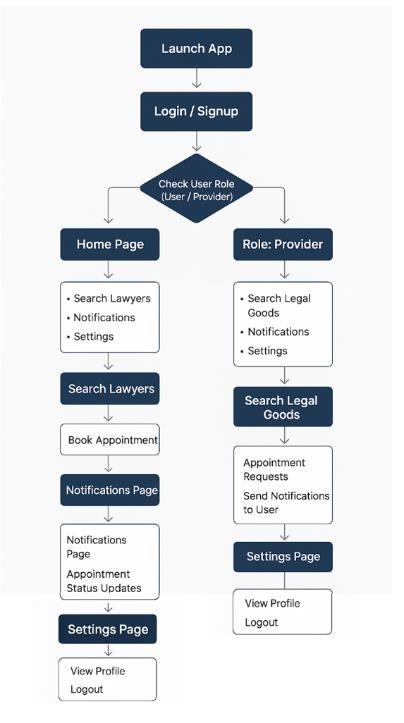 Launch App
Login / Signup
Check User Role
(User / Provider)
Home Page
• Search Lawyers
• Notifications
• Settings
Search Lawyers
Book Appointment
Notifications Page
Notifications
Page
Appointment
Status Updates
Settings Page
View Profile
Logout
Role: Provider
• Search Legal
Goods
• Notifications
• Settings
Search Legal
Goods
Appointment
Requests
Send Notifications
to User
Settings Page
View Profile
Logout